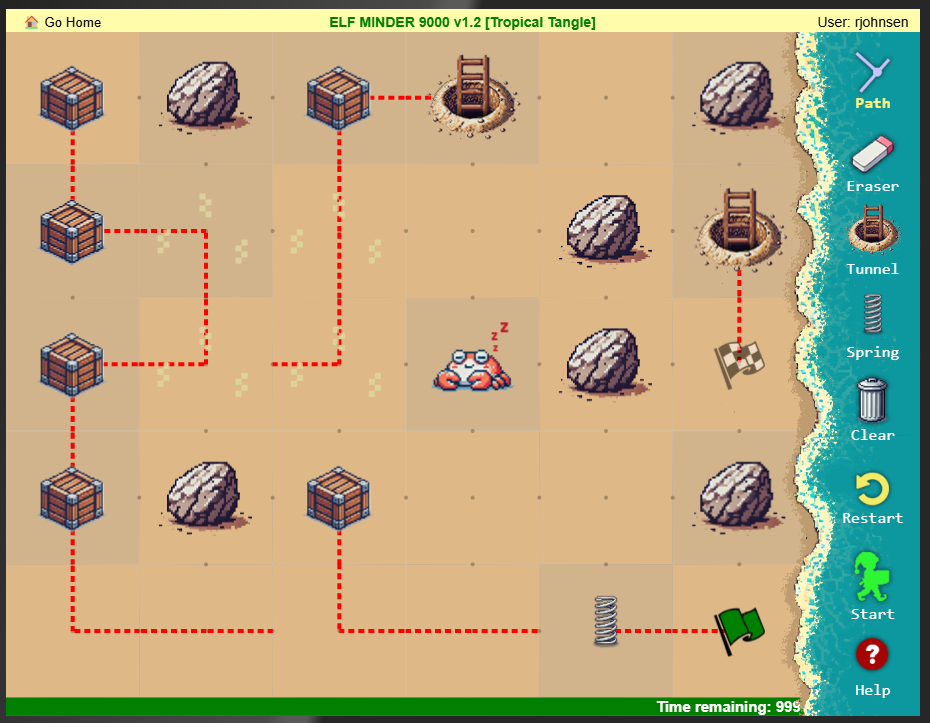 Go Home
ELF MINDER 9000 v1.2 [Tropical Tangle]
User: rjohnsen
Path
Eraser
Tunnel
Spring
Clear
Restart
Start
?
Help
z z z
Time remaining: 999